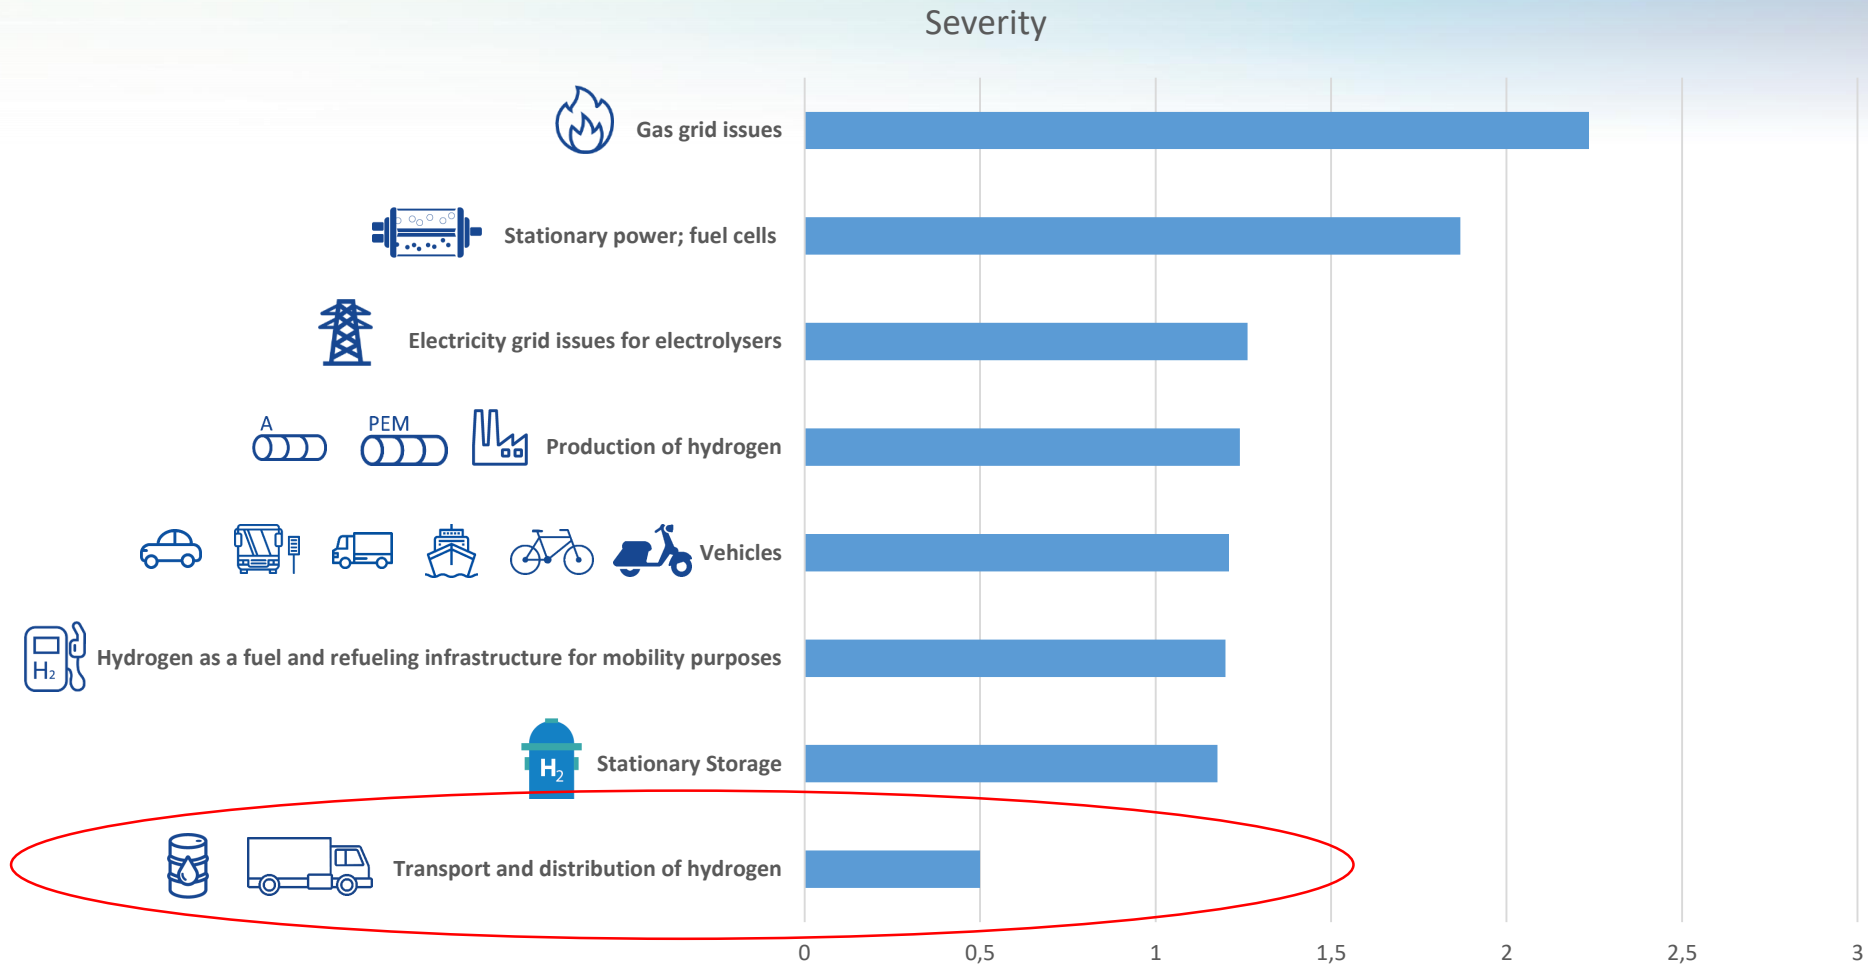 Severity
Gas grid issues
Stationary power; fuel cells
Electricity grid issues for electrolysers
A
PEM
Production of hydrogen
Vehicles
H2
Hydrogen as a fuel and refueling infrastructure for mobility purposes
H2
Stationary Storage
Transport and distribution of hydrogen
0
0,5
1
1,5
2
2,5
3